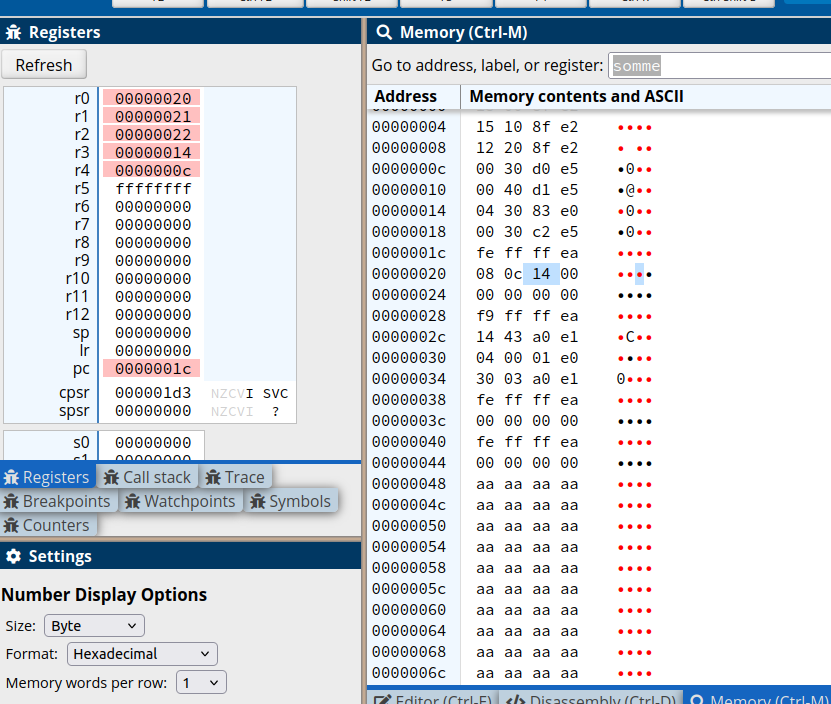 Registers
Refresh
r0 00000020
r1 00000021
r2 00000022
r3 00000014
r4 0000000c
r5 ffffffff
r6 00000000
r7 00000000
r8 00000000
r9 00000000
r10 00000000
r11 00000000
r12 00000000
sp 00000000
lr 00000000
pc 0000001c
cpsr 000001d3 NZCVI SVC
spsr 00000000 NZCVI ?
s0 00000000
s1 00000000
Registers Call stack Trace
Breakpoints Watchpoints Symbols
Counters
Settings
Number Display Options
Size: Byte
Format: Hexadecimal
Memory words per row: 1
Memory (Ctrl-M)
Go to address, label, or register: somme
Address Memory contents and ASCII
00000004 15 10 8f e2 ••••
00000008 12 20 8f e2 • ••
0000000c 00 30 d0 e5 •0••
00000010 00 40 d1 e5 •@••
00000014 04 30 83 e0 •0••
00000018 00 30 c2 e5 •0••
0000001c fe ff ff ea ••••
00000020 08 0c 14 00 ••••
00000024 00 00 00 00 ••••
00000028 f9 ff ff ea ••••
0000002c 14 43 a0 e1 •C••
00000030 04 00 01 e0 ••••
00000034 30 03 a0 e1 0•••
00000038 fe ff ff ea ••••
0000003c 00 00 00 00 ••••
00000040 fe ff ff ea ••••
00000044 00 00 00 00 ••••
00000048 aa aa aa aa ••••
0000004c aa aa aa aa ••••
00000050 aa aa aa aa ••••
00000054 aa aa aa aa ••••
00000058 aa aa aa aa ••••
0000005c aa aa aa aa ••••
00000060 aa aa aa aa ••••
00000064 aa aa aa aa ••••
00000068 aa aa aa aa ••••
0000006c aa aa aa aa ••••
Editor (Ctrl-E) Disassembly (Ctrl-D) Memory (Ctrl-M)